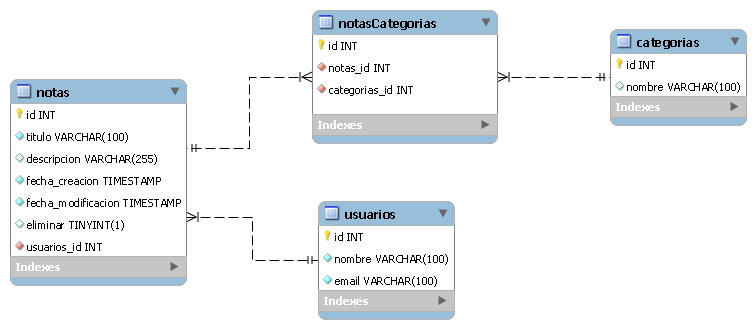 notas
id INT
titulo VARCHAR(100)
descripcion VARCHAR(255)
fecha_creacion TIMESTAMP
fecha_modificacion TIMESTAMP
eliminar TINYINT(1)
usuarios_id INT
Indexes
notasCategorias
id INT
notas_id INT
categorias_id INT
Indexes
categorias
id INT
nombre VARCHAR(100)
Indexes
usuarios
id INT
nombre VARCHAR(100)
email VARCHAR(100)
Indexes